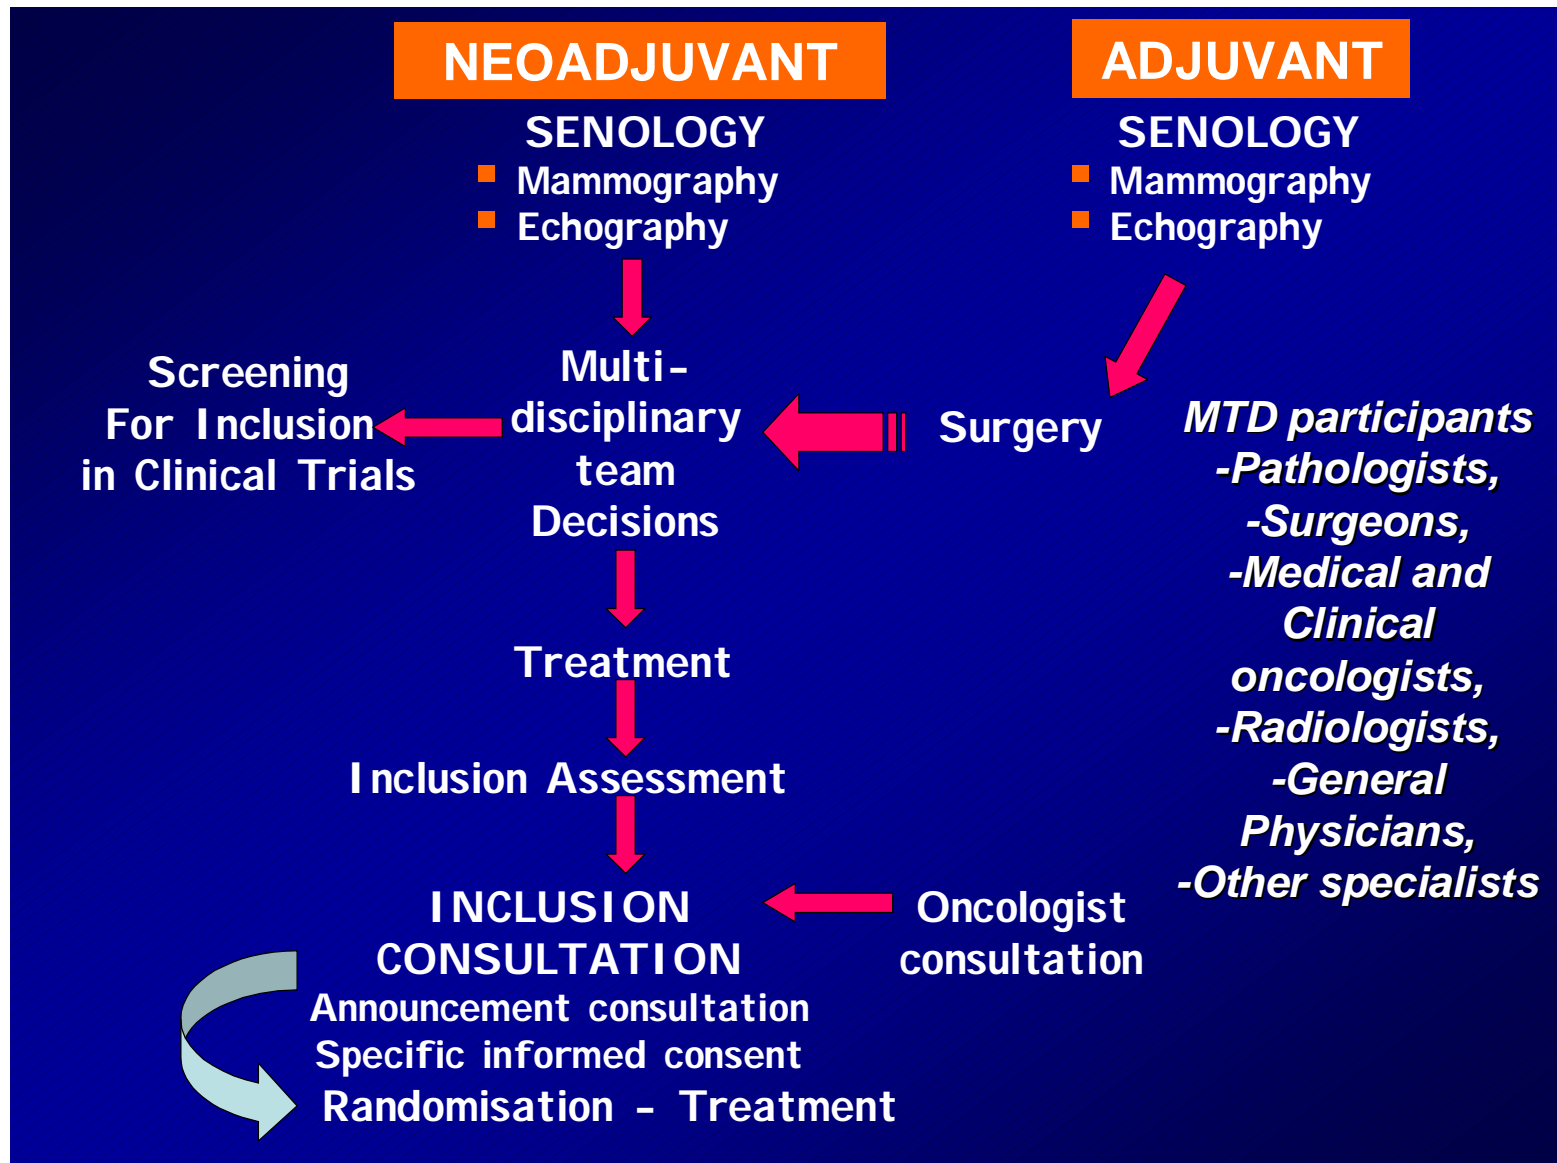 NEOADJUVANT
SENOLOGY
▪ Mammography
▪ Echography
ADJUVANT
SENOLOGY
▪ Mammography
▪ Echography
Screening
For Inclusion
in Clinical Trials
Multi-
disciplinary
team
Decisions
Surgery
MTD participants
-Pathologists,
-Surgeons,
-Medical and
Clinical
oncologists,
-Radiologists,
-General
Physicians,
-Other specialists
Treatment
Inclusion Assessment
INCLUSION
CONSULTATION
Oncologist
consultation
Announcement consultation
Specific informed consent
Randomisation - Treatment